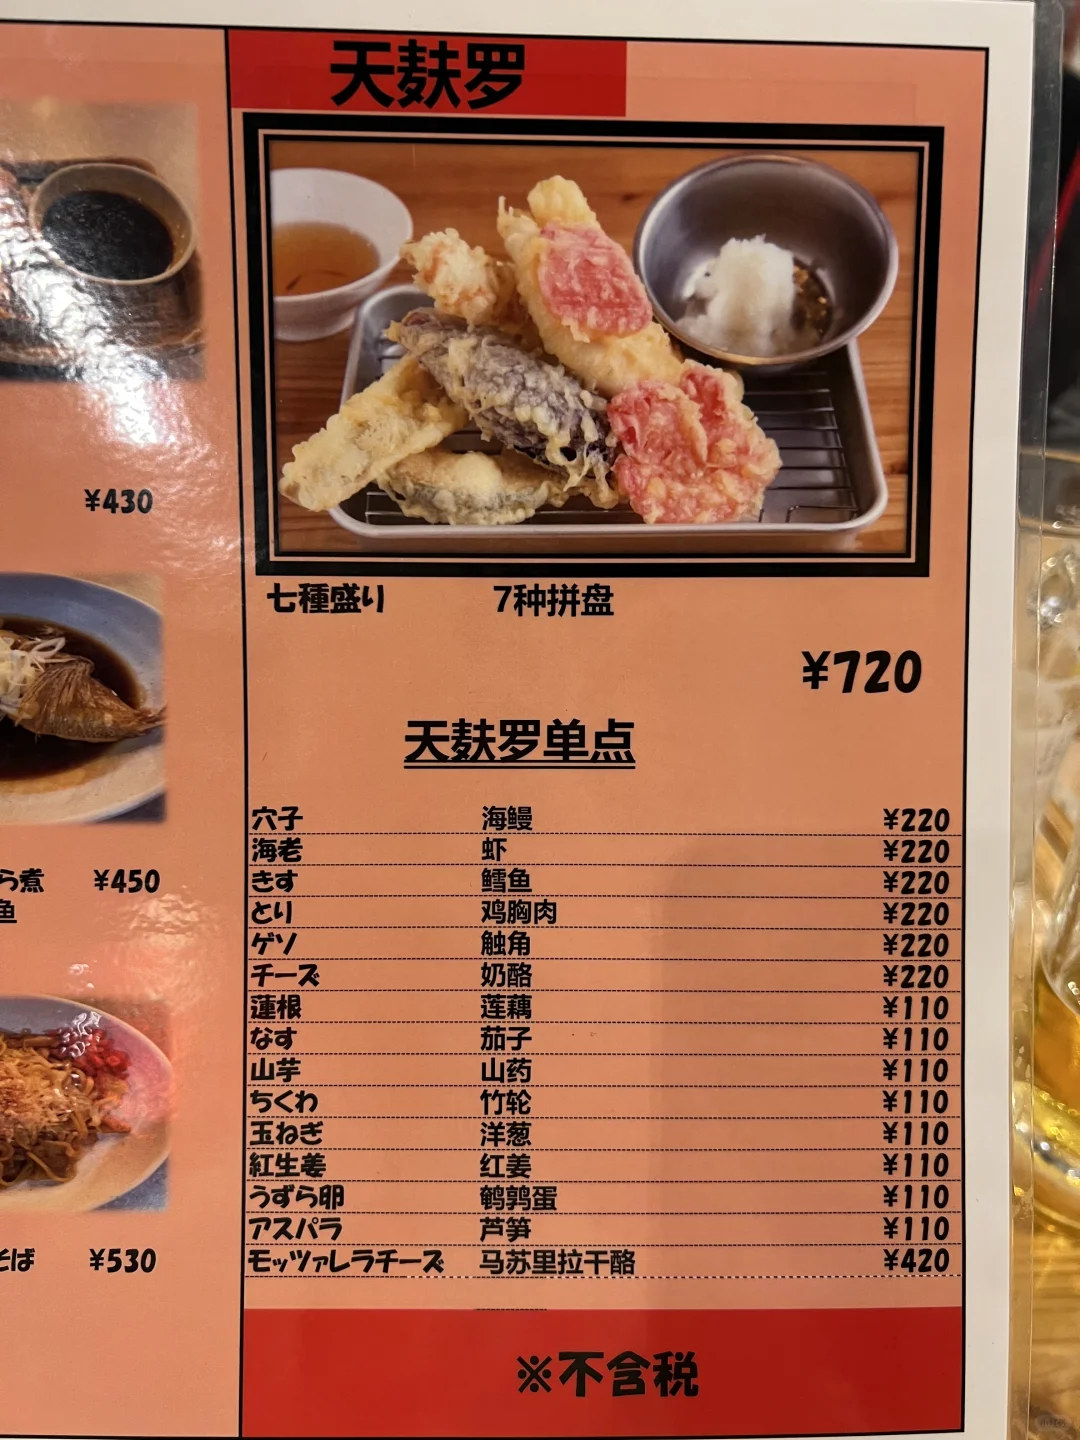 ¥430
ら煮 ¥450
鱼
そば ¥530
天麸罗
七種盛り 7种拼盘
¥720
天麸罗单点
穴子 海鳗 ¥220
海老 虾 ¥220
きす 鳕鱼 ¥220
とり 鸡胸肉 ¥220
ゲソ 触角 ¥220
チーズ 奶酪 ¥220
蓮根 莲藕 ¥110
なす 茄子 ¥110
山芋 山药 ¥110
ちくわ 竹轮 ¥110
玉ねぎ 洋葱 ¥110
紅生姜 红姜 ¥110
うずら卵 鹌鹑蛋 ¥110
アスパラ 芦笋 ¥110
モッツァレラチーズ 马苏里拉干酪 ¥420
※不含税